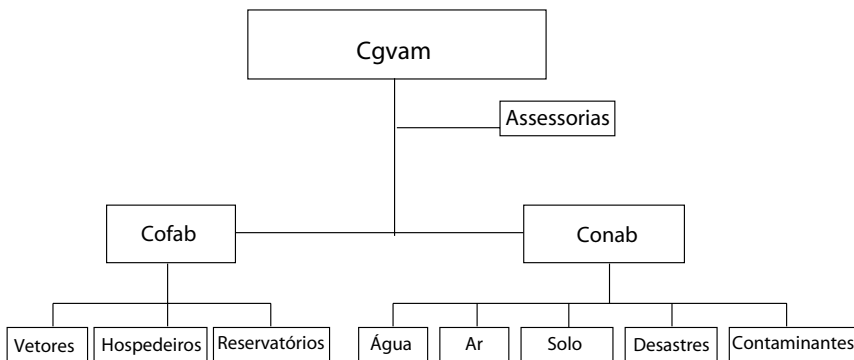 Cgvam
Assessorias
Cofab
Conab
Vetores
Hospedeiros
Reservatórios
Água
Ar
Solo
Desastres
Contaminantes